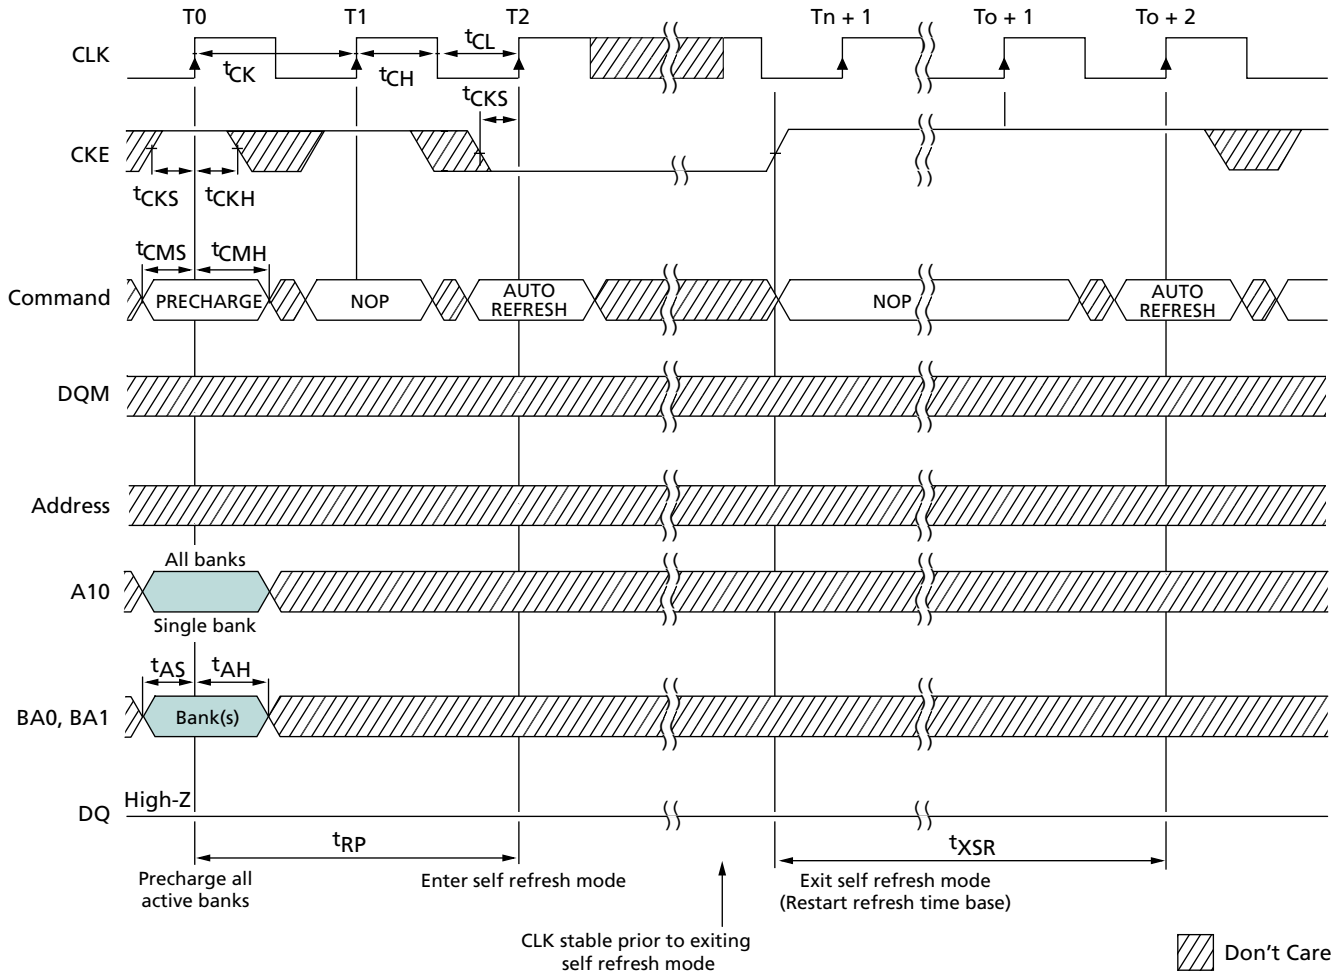 T0 T1 T2 Tn + 1 To + 1 To + 2
CLK
tCK tCH tCL
tCKS
CKE
tCKS tCKH
tCMS tCMH
Command PRECHARGE NOP AUTO REFRESH NOP AUTO REFRESH
DQM
Address
All banks
A10
Single bank
tAS tAH
BA0, BA1 Bank(s)
High-Z
DQ
tRP tXSR
Precharge all
active banks
Enter self refresh mode
Exit self refresh mode
(Restart refresh time base)
CLK stable prior to exiting
self refresh mode
Don't Care